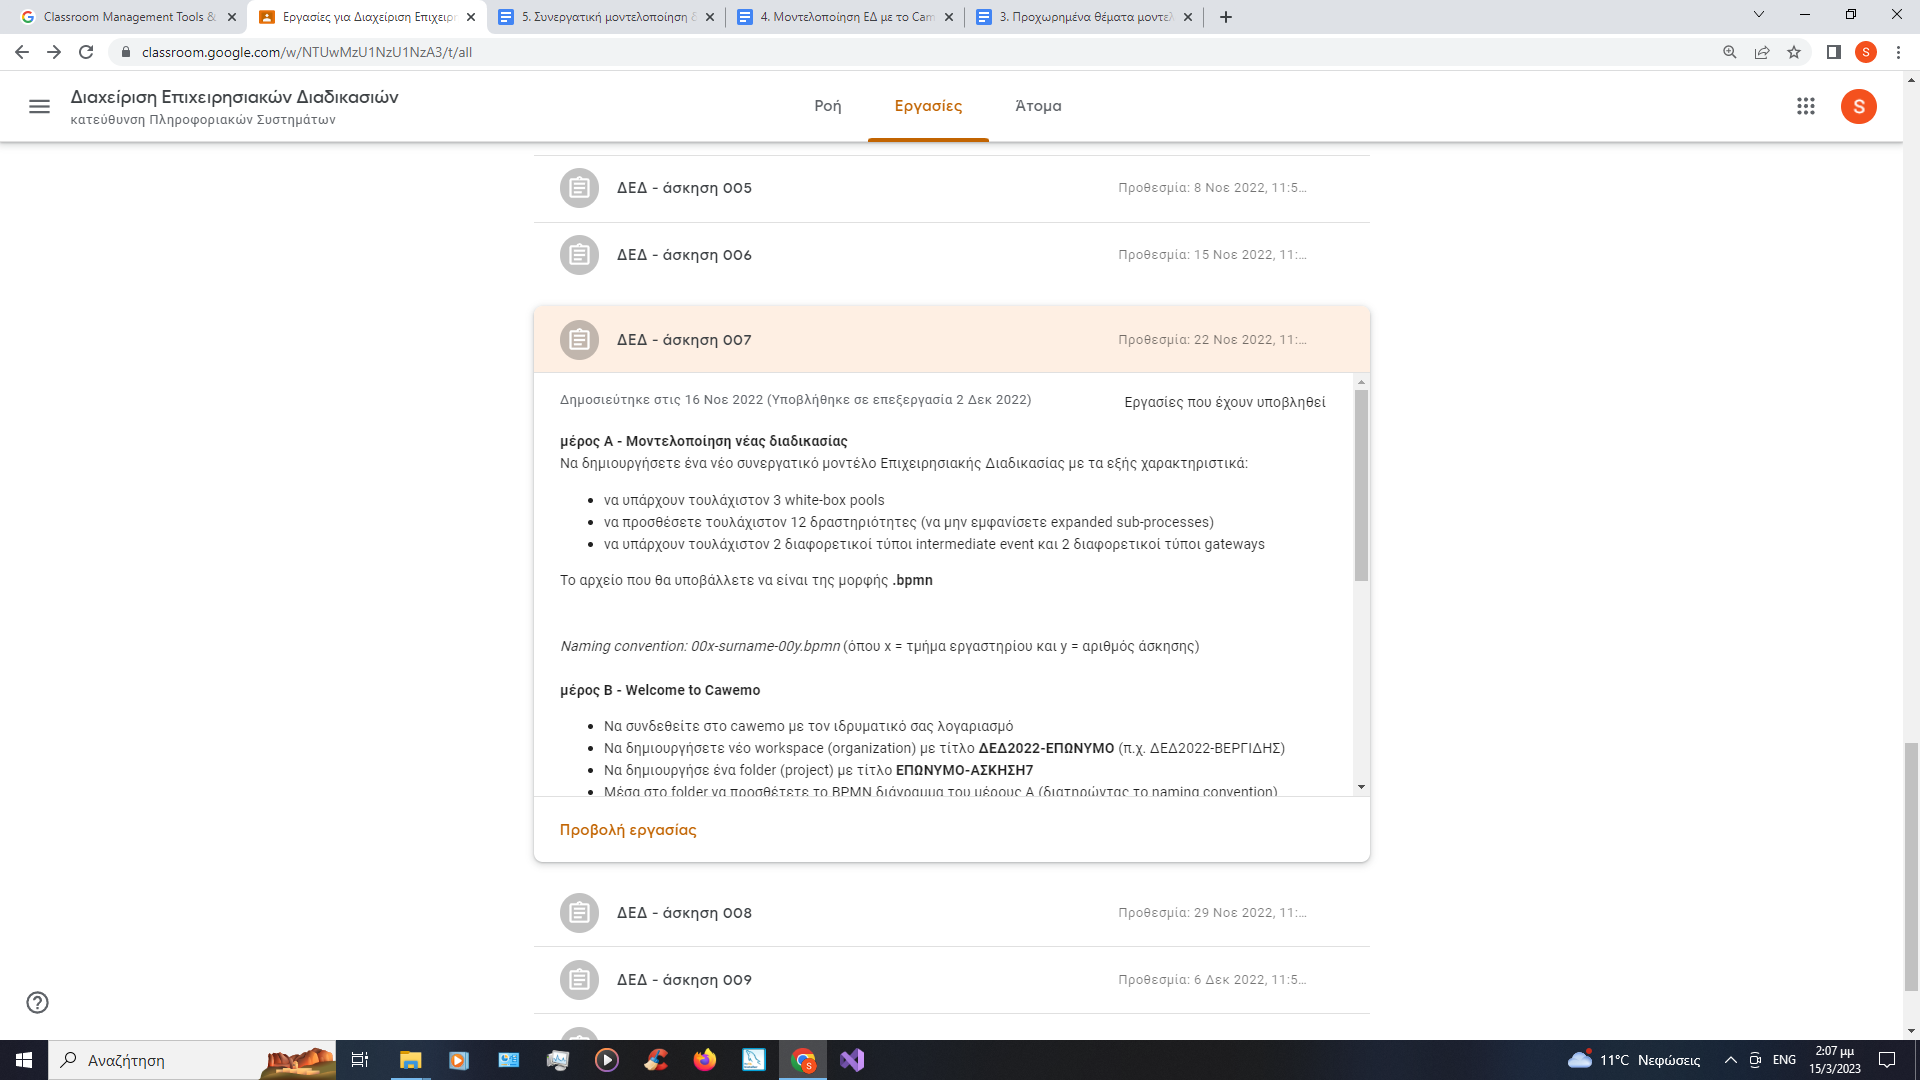 Classroom Management Tools &
Εργασίες για Διαχείριση Επιχειρη
5. Συνεργατική μοντελοποίηση δ
4. Μοντελοποίηση ΕΔ με το Cam
3. Προχωρημένα θέματα μοντελ
classroom.google.com/w/NTUwMzU1NzU1NzA3/t/all
S
Διαχείριση Επιχειρησιακών Διαδικασιών
κατεύθυνση Πληροφοριακών Συστημάτων
Ροή
Εργασίες
Άτομα
S
ΔΕΔ - άσκηση 005
Προθεσμία: 8 Νοε 2022, 11:5…
ΔΕΔ - άσκηση 006
Προθεσμία: 15 Νοε 2022, 11:…
ΔΕΔ - άσκηση 007
Προθεσμία: 22 Νοε 2022, 11:…
Δημοσιεύτηκε στις 16 Νοε 2022 (Υποβλήθηκε σε επεξεργασία 2 Δεκ 2022)
Εργασίες που έχουν υποβληθεί
μέρος Α - Μοντελοποίηση νέας διαδικασίας
Να δημιουργήσετε ένα νέο συνεργατικό μοντέλο Επιχειρησιακής Διαδικασίας με τα εξής χαρακτηριστικά:
• να υπάρχουν τουλάχιστον 3 white-box pools
• να προσθέσετε τουλάχιστον 12 δραστηριότητες (να μην εμφανίσετε expanded sub-processes)
• να υπάρχουν τουλάχιστον 2 διαφορετικοί τύποι intermediate event και 2 διαφορετικοί τύποι gateways
Το αρχείο που θα υποβάλλετε να είναι της μορφής .bpmn
Naming convention: 00x-surname-00y.bpmn (όπου x = τμήμα εργαστηρίου και y = αριθμός άσκησης)
μέρος Β - Welcome to Cawemo
• Να συνδεθείτε στο cawemo με τον ιδρυματικό σας λογαριασμό
• Να δημιουργήσετε νέο workspace (organization) με τίτλο ΔΕΔ2022-ΕΠΩΝΥΜΟ (π.χ. ΔΕΔ2022-ΒΕΡΓΙΔΗΣ)
• Να δημιουργήσε ένα folder (project) με τίτλο ΕΠΩΝΥΜΟ-ΑΣΚΗΣΗ7
• Μέσα στο folder να προσθέτετε το BPMN διάγραμμα του μέρους Α (διατηρώντας το naming convention)
Προβολή εργασίας
ΔΕΔ - άσκηση 008
Προθεσμία: 29 Νοε 2022, 11:…
ΔΕΔ - άσκηση 009
Προθεσμία: 6 Δεκ 2022, 11:5…
Αναζήτηση
11°C Νεφώσεις
ENG
2:07 μμ
15/3/2023